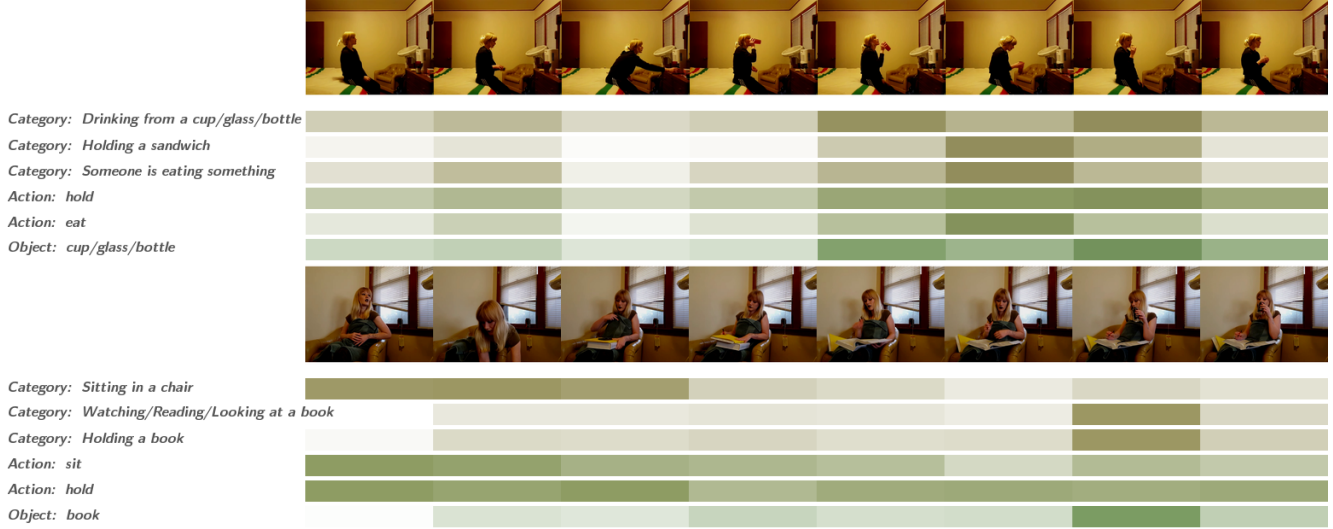 Category: Drinking from a cup/glass/bottle
Category: Holding a sandwich
Category: Someone is eating something
Action: hold
Action: eat
Object: cup/glass/bottle
Category: Sitting in a chair
Category: Watching/Reading/Looking at a book
Category: Holding a book
Action: sit
Action: hold
Object: book